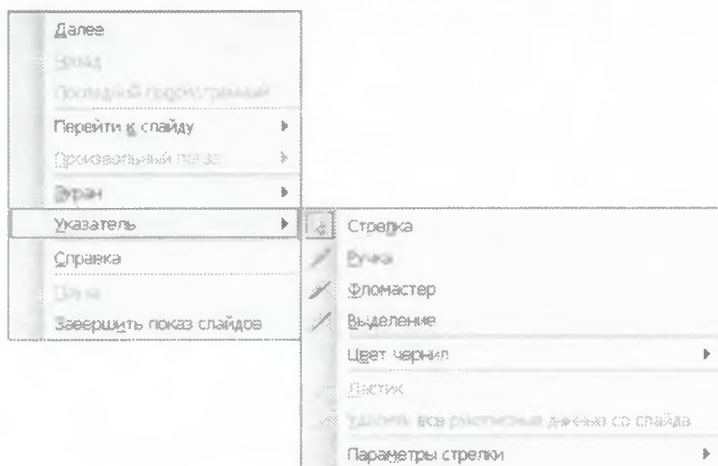 Далее
Назад
Последний просмотренный
Перейти к слайду
Произвольный показ
Экран
Указатель
Справка
Пауза
Завершить показ слайдов
Стрелка
Ручка
Фломастер
Выделение
Цвет чернил
Ластик
Удалить все рукописные данные со слайда
Параметры стрелки